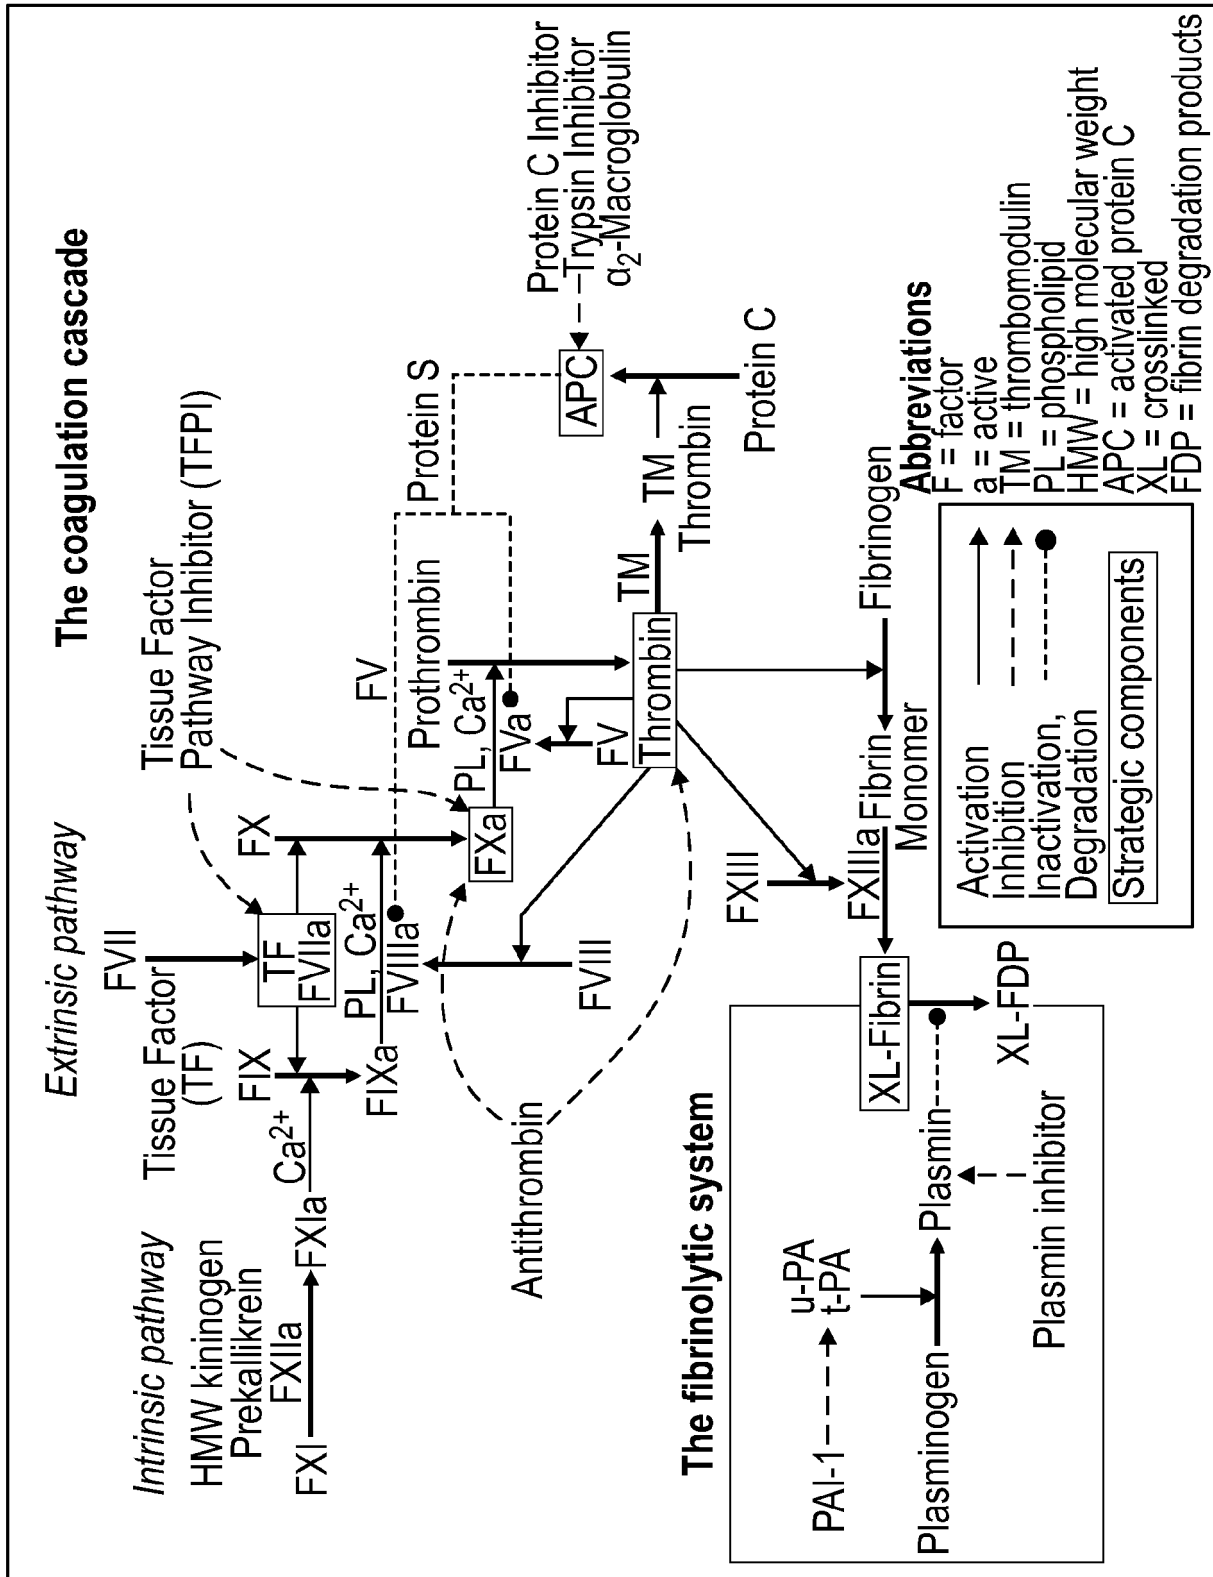 The coagulation cascade
Intrinsic pathway
HMW kininogen
Prekallikrein
FXIIa
FXI
FXIa
Ca2+
Extrinsic pathway
FVII
Tissue Factor
(TF)
FIX
TF
FVIIa
FX
FIXa
PL, Ca2+
FVIIIa
FVIII
Tissue Factor
Pathway Inhibitor (TFPI)
FXa
FV
Prothrombin
PL, Ca2+
FVa
FV
Thrombin
Protein S
TM
TM
Thrombin
APC
Protein C
Protein C Inhibitor
Trypsin Inhibitor
α2-Macroglobulin
Antithrombin
FXIII
FXIIIa
Fibrin
Monomer
Fibrinogen
The fibrinolytic system
XL-Fibrin
PAI-1
u-PA
t-PA
Plasminogen
Plasmin
XL-FDP
Plasmin inhibitor
Activation
Inhibition
Inactivation,
Degradation
Strategic components
Abbreviations
F = factor
a = active
TM = thrombomodulin
PL = phospholipid
HMW = high molecular weight
APC = activated protein C
XL = crosslinked
FDP = fibrin degradation products